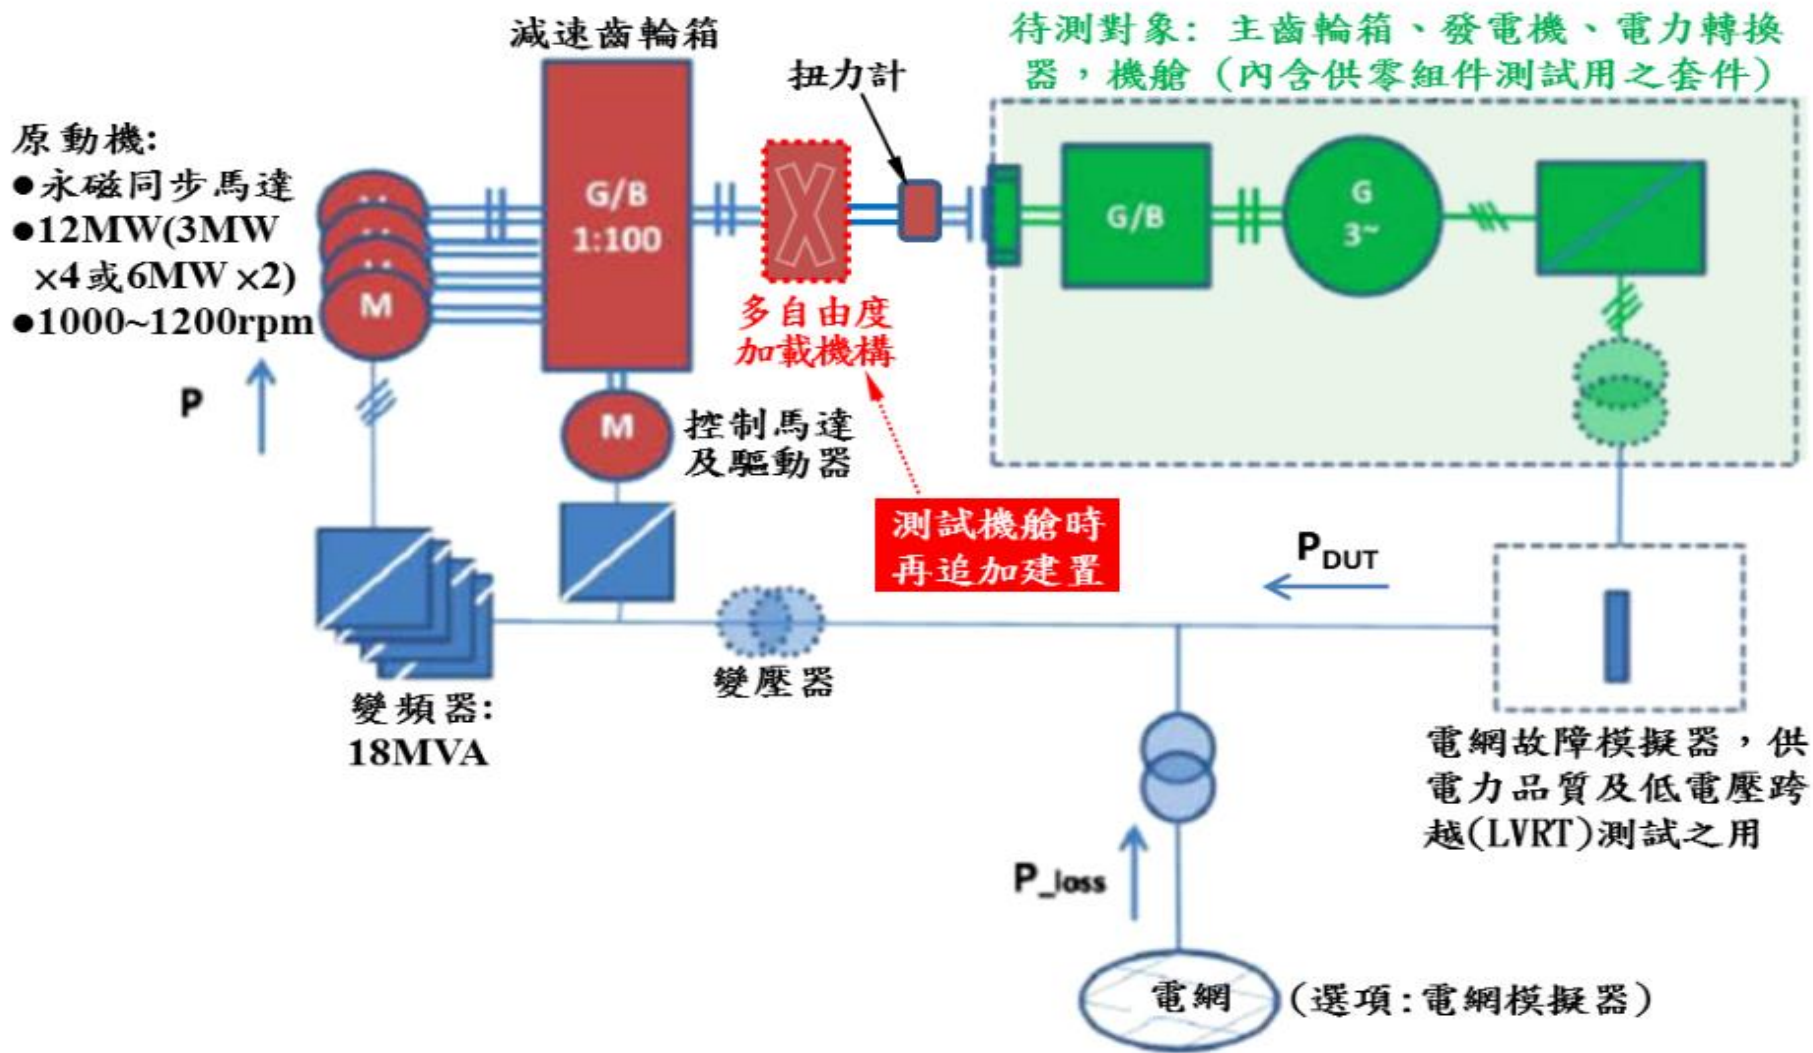 減速齒輪箱
扭力計
待測對象: 主齒輪箱、發電機、電力轉換
器，機艙 (內含供零組件測試用之套件)
原動機:
●永磁同步馬達
●12MW(3MW
×4或6MW ×2)
●1000~1200rpm
G/B
1:100
M
P
多自由度
加載機構
G/B
G
3~
M
控制馬達
及驅動器
測試機艙時
再追加建置
PDUT
變頻器:
18MVA
變壓器
電網故障模擬器，供
電力品質及低電壓跨
越(LVRT)測試之用
P_loss
電網
(選項:電網模擬器)